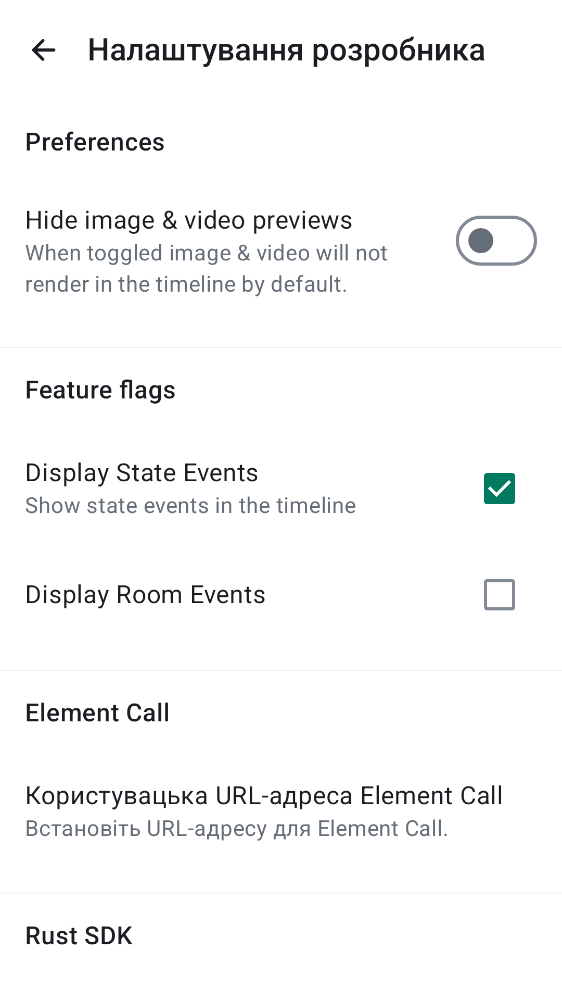 Налаштування розробника
Preferences
Hide image & video previews
When toggled image & video will not
render in the timeline by default.
Feature flags
Display State Events
Show state events in the timeline
Display Room Events
Element Call
Користувацька URL-адреса Element Call
Встановіть URL-адресу для Element Call.
Rust SDK